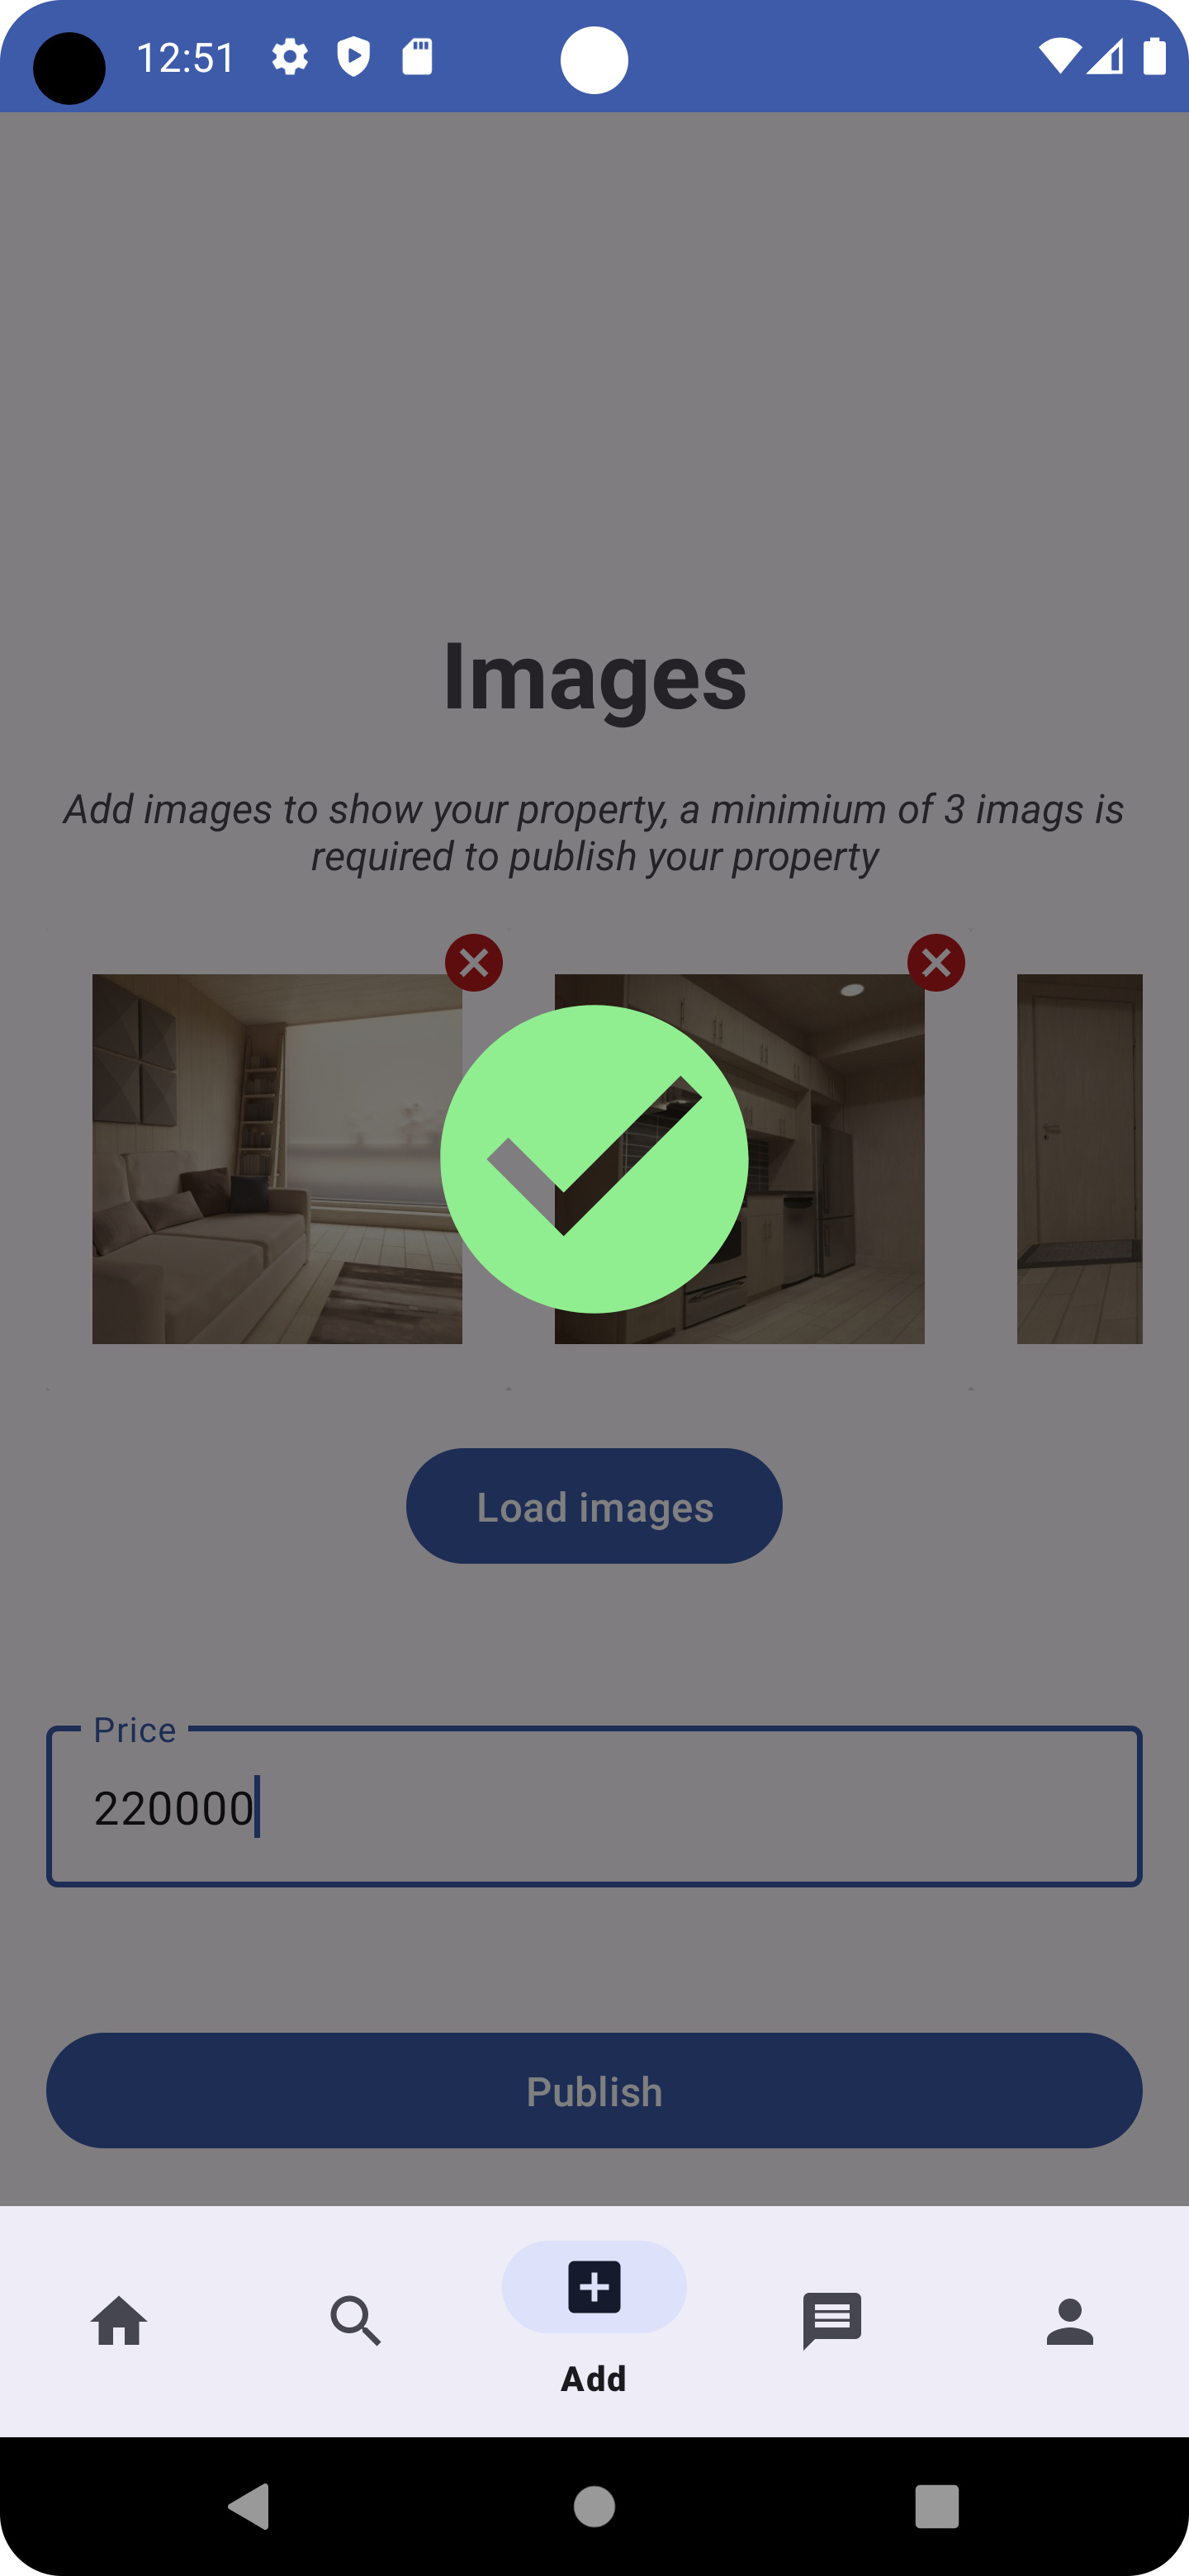 12:51
Images
Add images to show your property, a minimium of 3 imags is
required to publish your property
Load images
Price
220000
Publish
Add